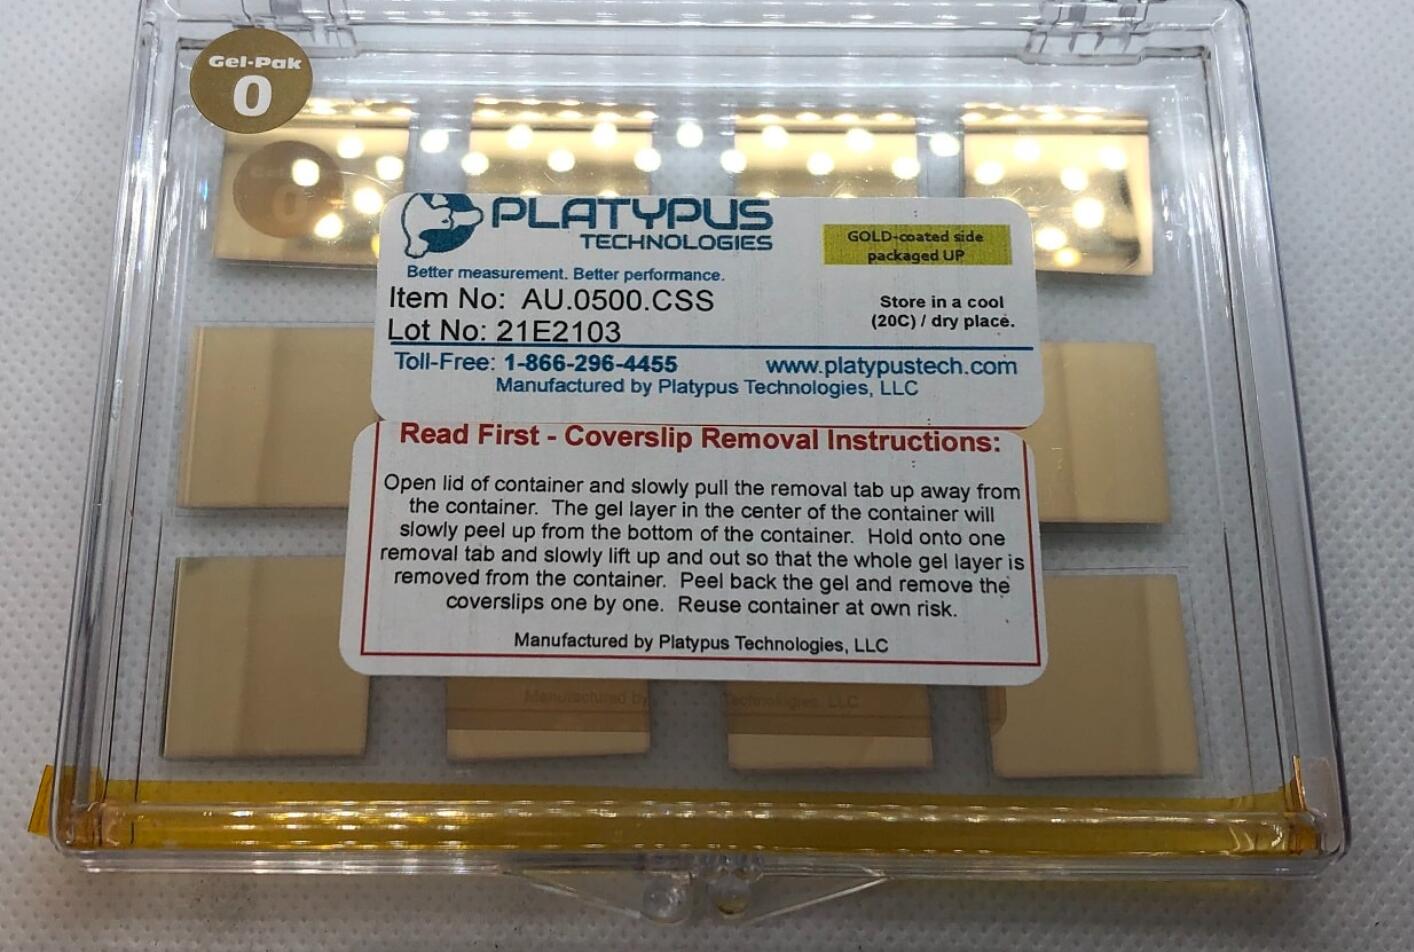 Gel-Pak
0
PLATYPUS
TECHNOLOGIES
Better measurement. Better performance.
GOLD-coated side
packaged UP
Item No: AU.0500.CSS
Lot No: 21E2103
Store in a cool
(20C) / dry place.
Toll-Free: 1-866-296-4455 www.platypustech.com
Manufactured by Platypus Technologies, LLC
Read First - Coverslip Removal Instructions:
Open lid of container and slowly pull the removal tab up away from
the container. The gel layer in the center of the container will
slowly peel up from the bottom of the container. Hold onto one
removal tab and slowly lift up and out so that the whole gel layer is
removed from the container. Peel back the gel and remove the
coverslips one by one. Reuse container at own risk.
Manufactured by Platypus Technologies, LLC
Manufactured by Technologies, LLC